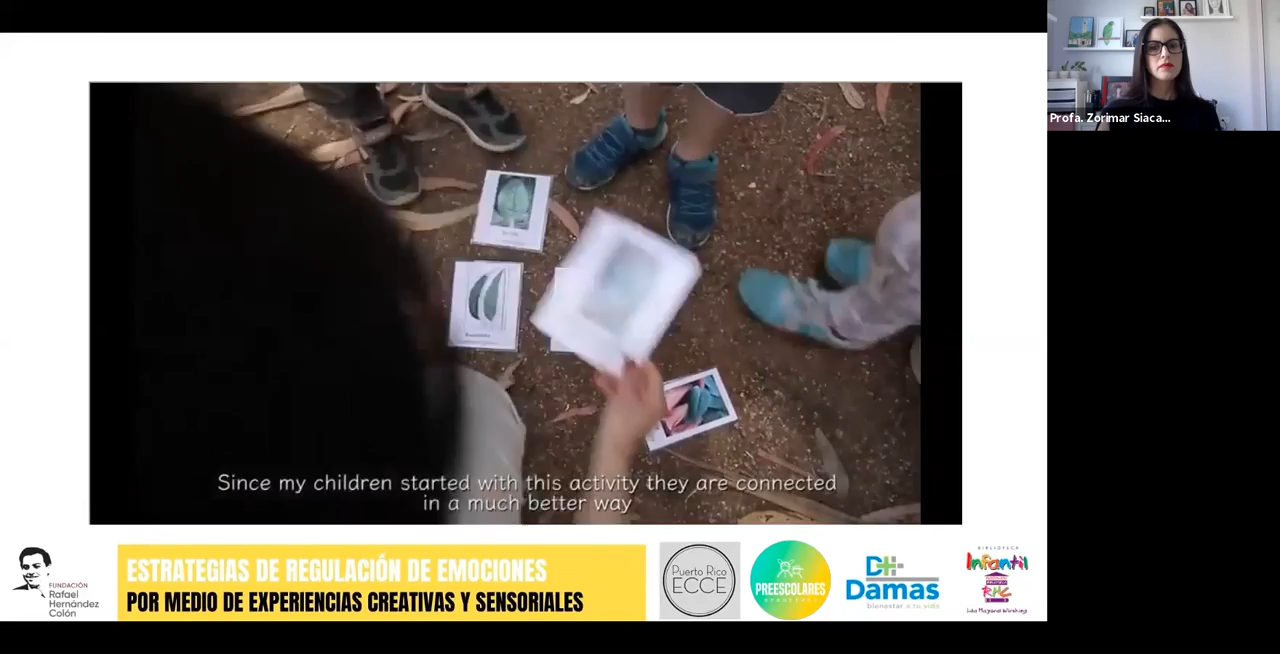 Profa. Zorimar Siaca...
Since my children started with this activity they are connected
in a much better way
FUNDACIÓN
Rafael
Hernández
Colón
ESTRATEGIAS DE REGULACIÓN DE EMOCIONES
POR MEDIO DE EXPERIENCIAS CREATIVAS Y SENSORIALES
Puerto Rico
ECCE
PREESCOLARES
Damas
bienestar a tu vida
BIBLIOTECA
Infantil
RHC